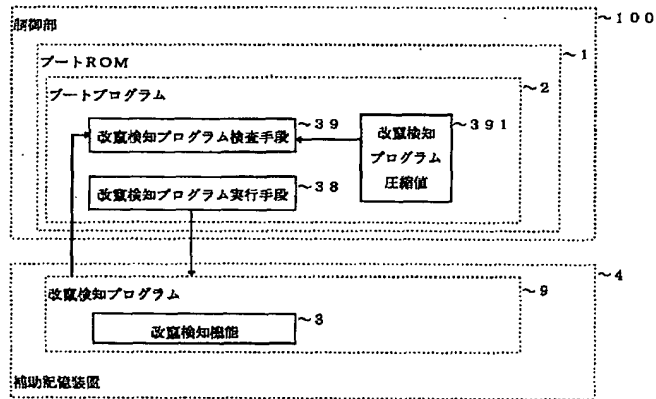 制御部
~100
ブートROM
~1
ブートプログラム
~2
改竄検知プログラム検査手段
~39
改竄検知
プログラム
圧縮値
~391
改竄検知プログラム実行手段
~38
~4
改竄検知プログラム
~9
改竄検知機能
~3
補助記憶装置